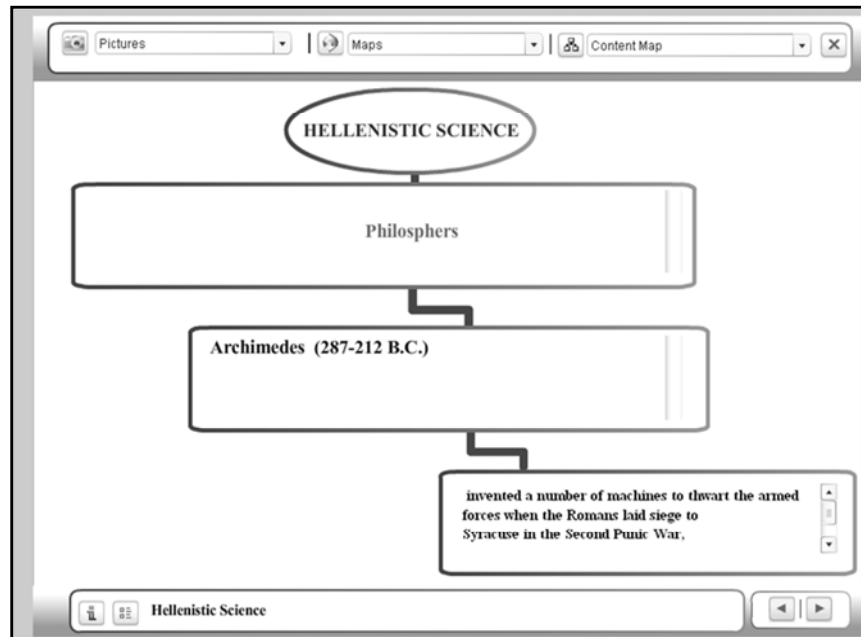 Pictures
Maps
Content Map
HELLENISTIC SCIENCE
Philosphers
Archimedes (287-212 B.C.)
invented a number of machines to thwart the armed
forces when the Romans laid siege to
Syracuse in the Second Punic War,
Hellenistic Science